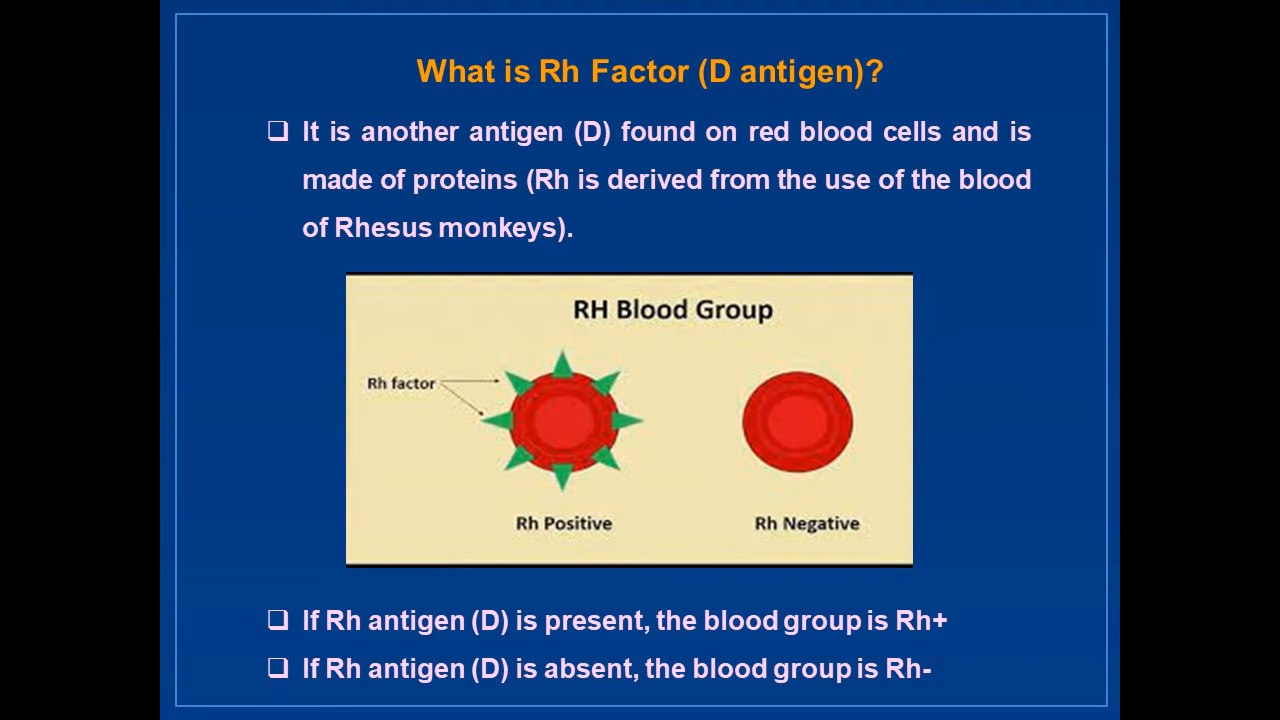 What is Rh Factor (D antigen)?
❑ It is another antigen (D) found on red blood cells and is
made of proteins (Rh is derived from the use of the blood
of Rhesus monkeys).
RH Blood Group
Rh factor
Rh Positive
Rh Negative
❑ If Rh antigen (D) is present, the blood group is Rh+
❑ If Rh antigen (D) is absent, the blood group is Rh-